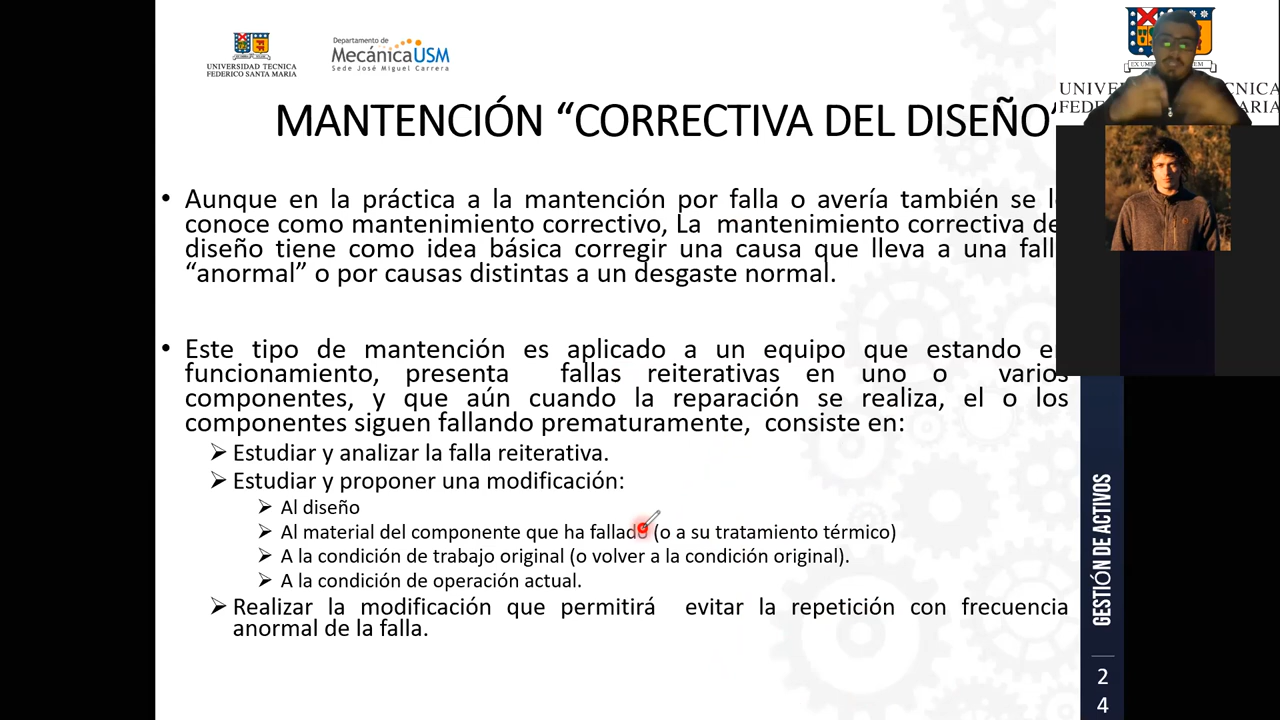 UNIVERSIDAD TECNICA
FEDERICO SANTA MARIA
Departamento de
MecánicaUSM
Sede José Miguel Carrera
MANTENCIÓN “CORRECTIVA DEL DISEÑO”
• Aunque en la práctica a la mantención por falla o avería también se l
conoce como mantenimiento correctivo, La mantenimiento correctiva de
diseño tiene como idea básica corregir una causa que lleva a una fall
“anormal” o por causas distintas a un desgaste normal.
• Este tipo de mantención es aplicado a un equipo que estando e
funcionamiento, presenta fallas reiterativas en uno o varios
componentes, y que aún cuando la reparación se realiza, el o los
componentes siguen fallando prematuramente, consiste en:
➢ Estudiar y analizar la falla reiterativa.
➢ Estudiar y proponer una modificación:
➢ Al diseño
➢ Al material del componente que ha fallado (o a su tratamiento térmico)
➢ A la condición de trabajo original (o volver a la condición original).
➢ A la condición de operación actual.
➢ Realizar la modificación que permitirá evitar la repetición con frecuencia
anormal de la falla.
UNIVE CNICA
FEDE ARIA
GESTIÓN DE ACTIVOS
2
4